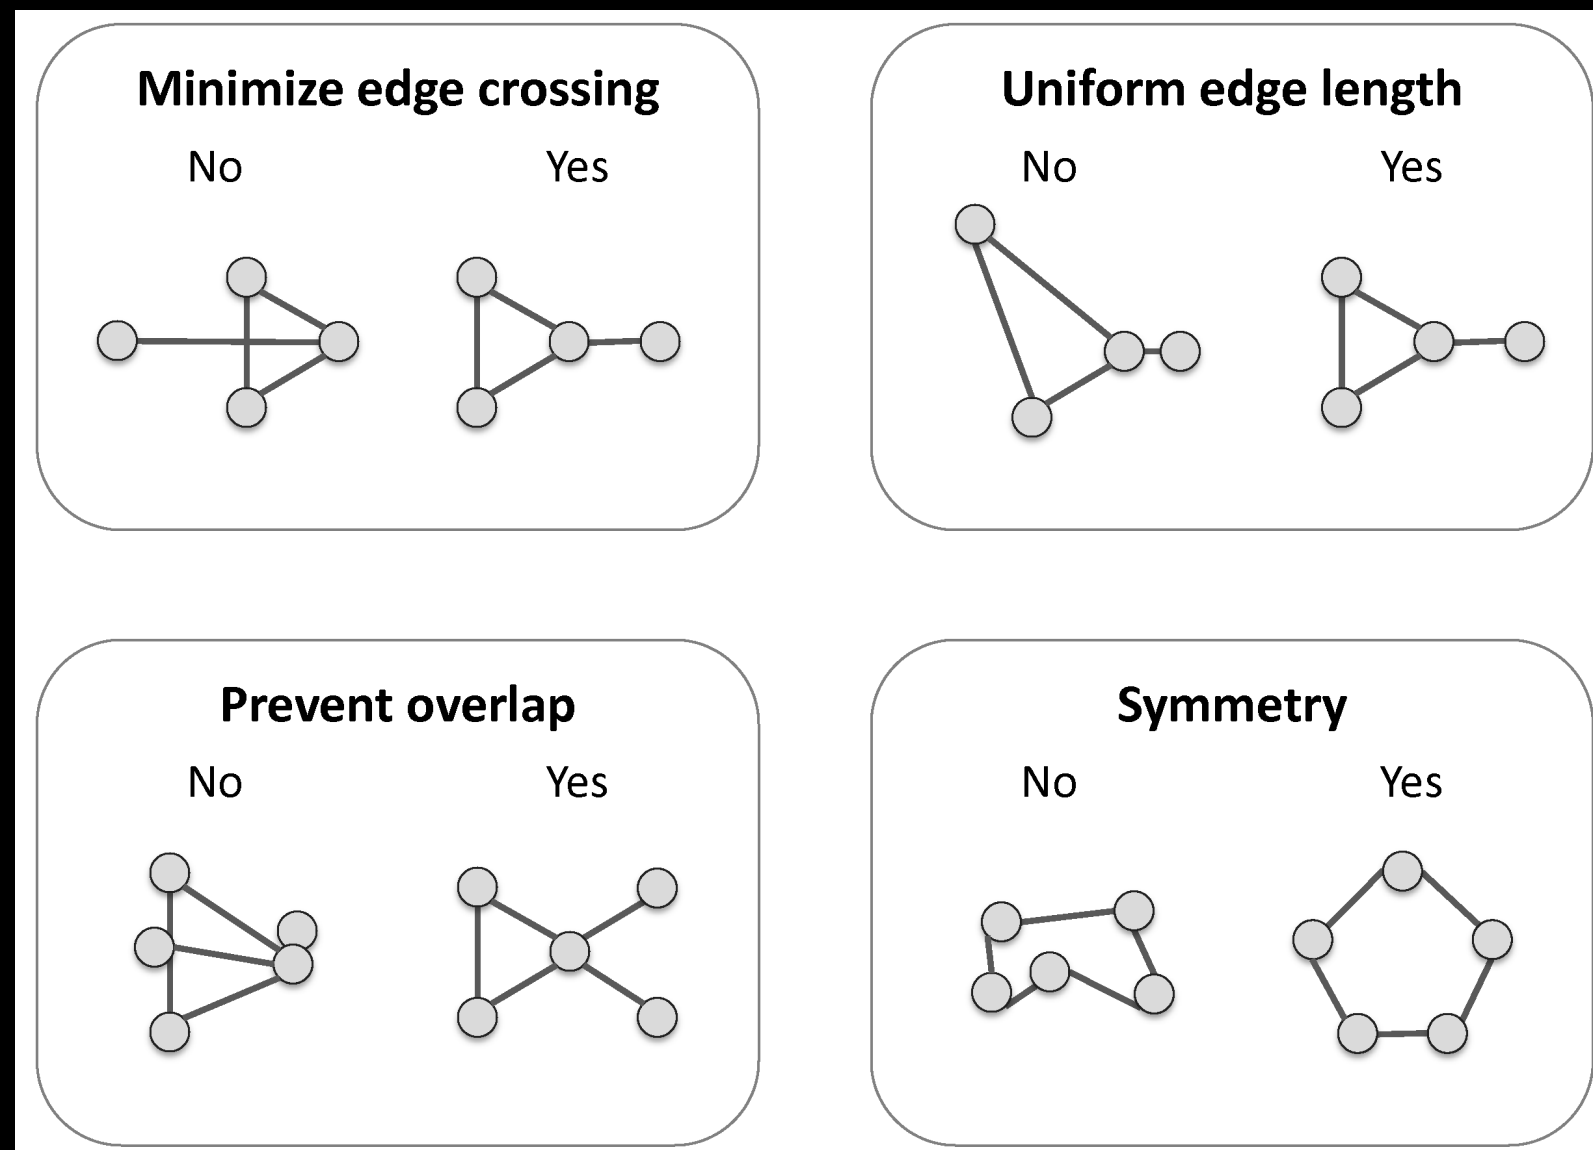 Minimize edge crossing
No Yes
Uniform edge length
No Yes
Prevent overlap
No Yes
Symmetry
No Yes